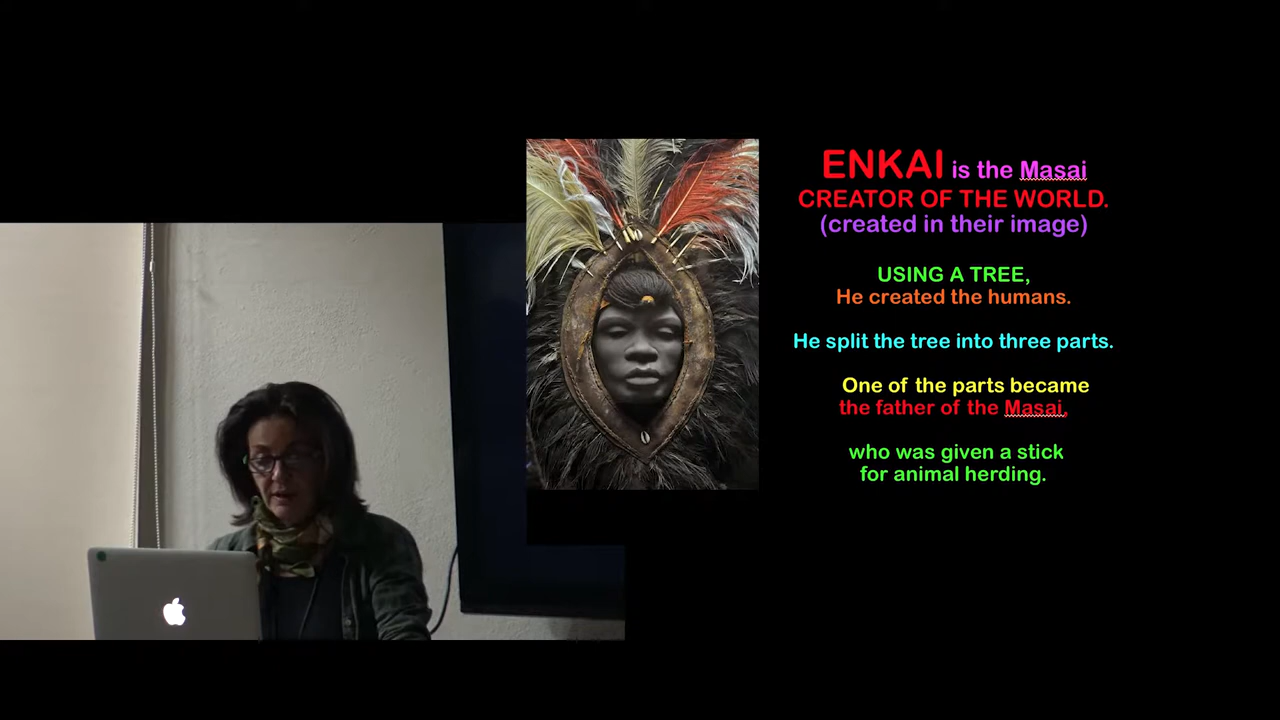 ENKAI is the Masai
CREATOR OF THE WORLD.
(created in their image)
USING A TREE,
He created the humans.
He split the tree into three parts.
One of the parts became
the father of the Masai,
who was given a stick
for animal herding.